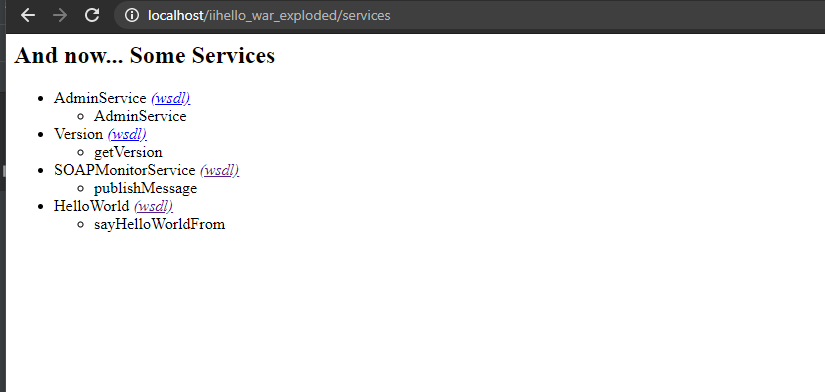 localhost/iihello_war_exploded/services
And now... Some Services
AdminService (wsdl)
AdminService
Version (wsdl)
getVersion
SOAPMonitorService (wsdl)
publishMessage
HelloWorld (wsdl)
sayHelloWorldFrom